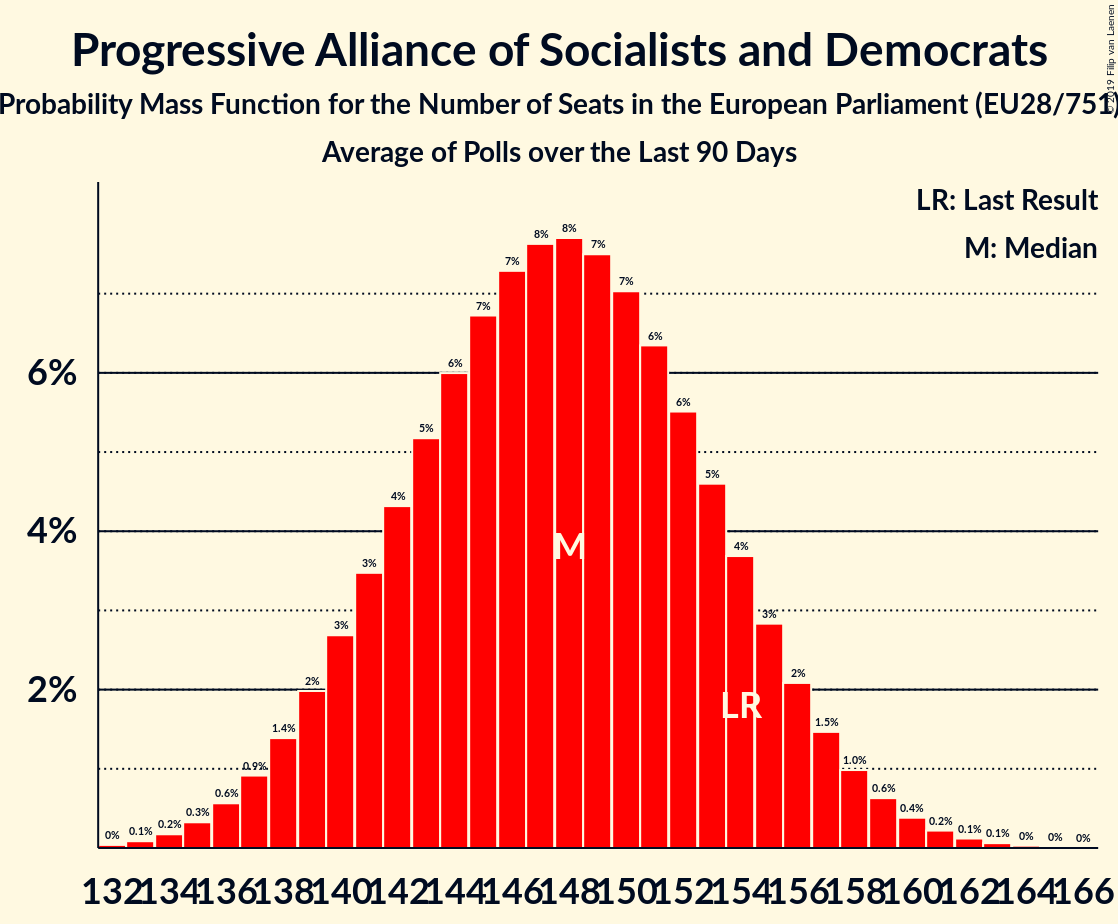 Progressive Alliance of Socialists and Democrats
Probability Mass Function for the Number of Seats in the European Parliament (EU28/751)
Average of Polls over the Last 90 Days
© 2019 Filip van Laenen
LR: Last Result
M: Median
8% 8% 7%
7% 7%
7% 6%
6% 6%
6%
5% 5%
4%
4% M 4%
3% 3%
3% 2%
2% LR
2% 1.5%
1.4% 1.0%
0.9% 0.6%
0.6% 0.4%
0% 0.1% 0.2% 0.3% 0.2% 0.1% 0.1% 0% 0% 0%
132 134 136 138 140 142 144 146 148 150 152 154 156 158 160 162 164 166